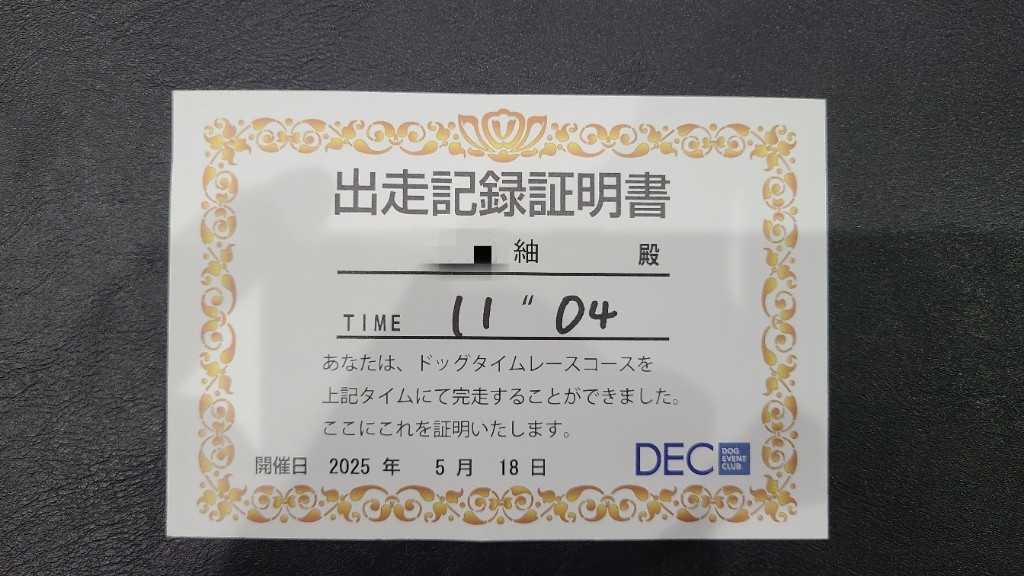 出走記録証明書
紬 殿
TIME 11"04
あなたは、ドッグタイムレースコースを
上記タイムにて完走することができました。
ここにこれを証明いたします。
開催日 2025 年 5 月 18 日
DEC DOG EVENT CLUB